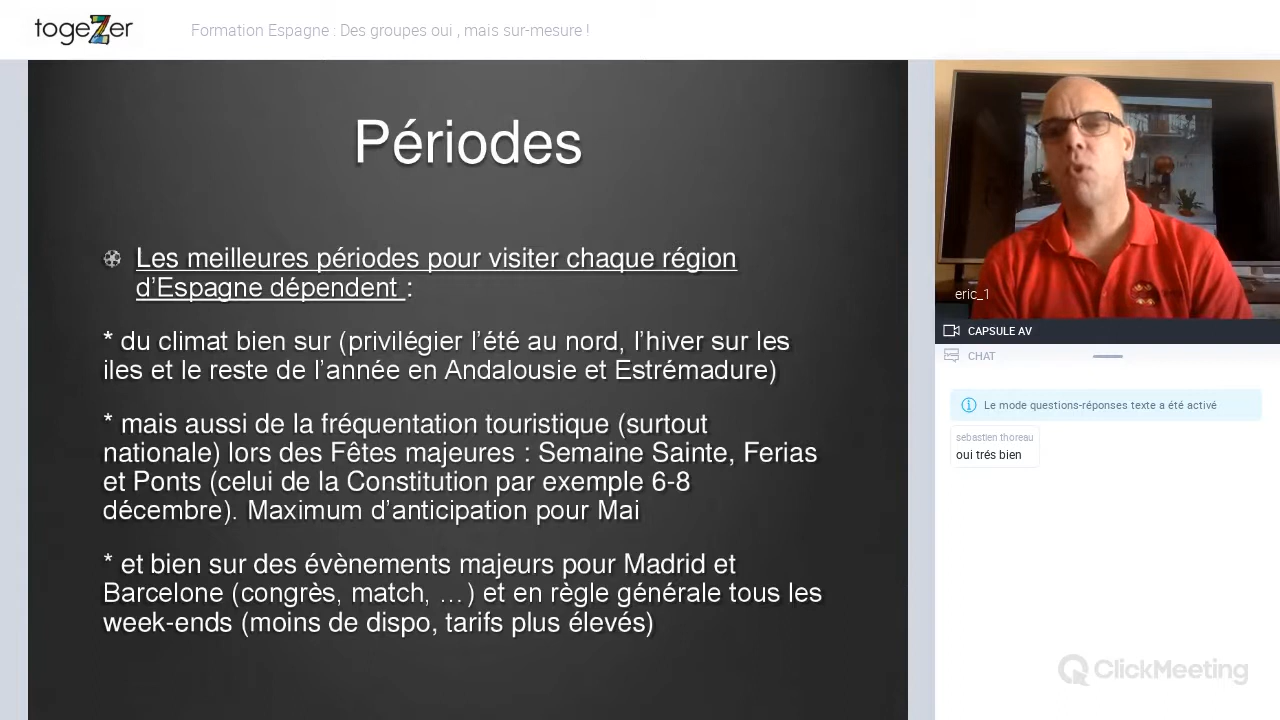 togeZer
Formation Espagne : Des groupes oui , mais sur-mesure !
Périodes
Les meilleures périodes pour visiter chaque région
d’Espagne dépendent :
* du climat bien sur (privilégier l’été au nord, l’hiver sur les
iles et le reste de l’année en Andalousie et Estrémadure)
* mais aussi de la fréquentation touristique (surtout
nationale) lors des Fêtes majeures : Semaine Sainte, Ferias
et Ponts (celui de la Constitution par exemple 6-8
décembre). Maximum d’anticipation pour Mai
* et bien sur des évènements majeurs pour Madrid et
Barcelone (congrès, match, …) et en règle générale tous les
week-ends (moins de dispo, tarifs plus élevés)
eric_1
CAPSULE AV
CHAT
Le mode questions-réponses texte a été activé
sebastien thoreau
oui trés bien
ClickMeeting